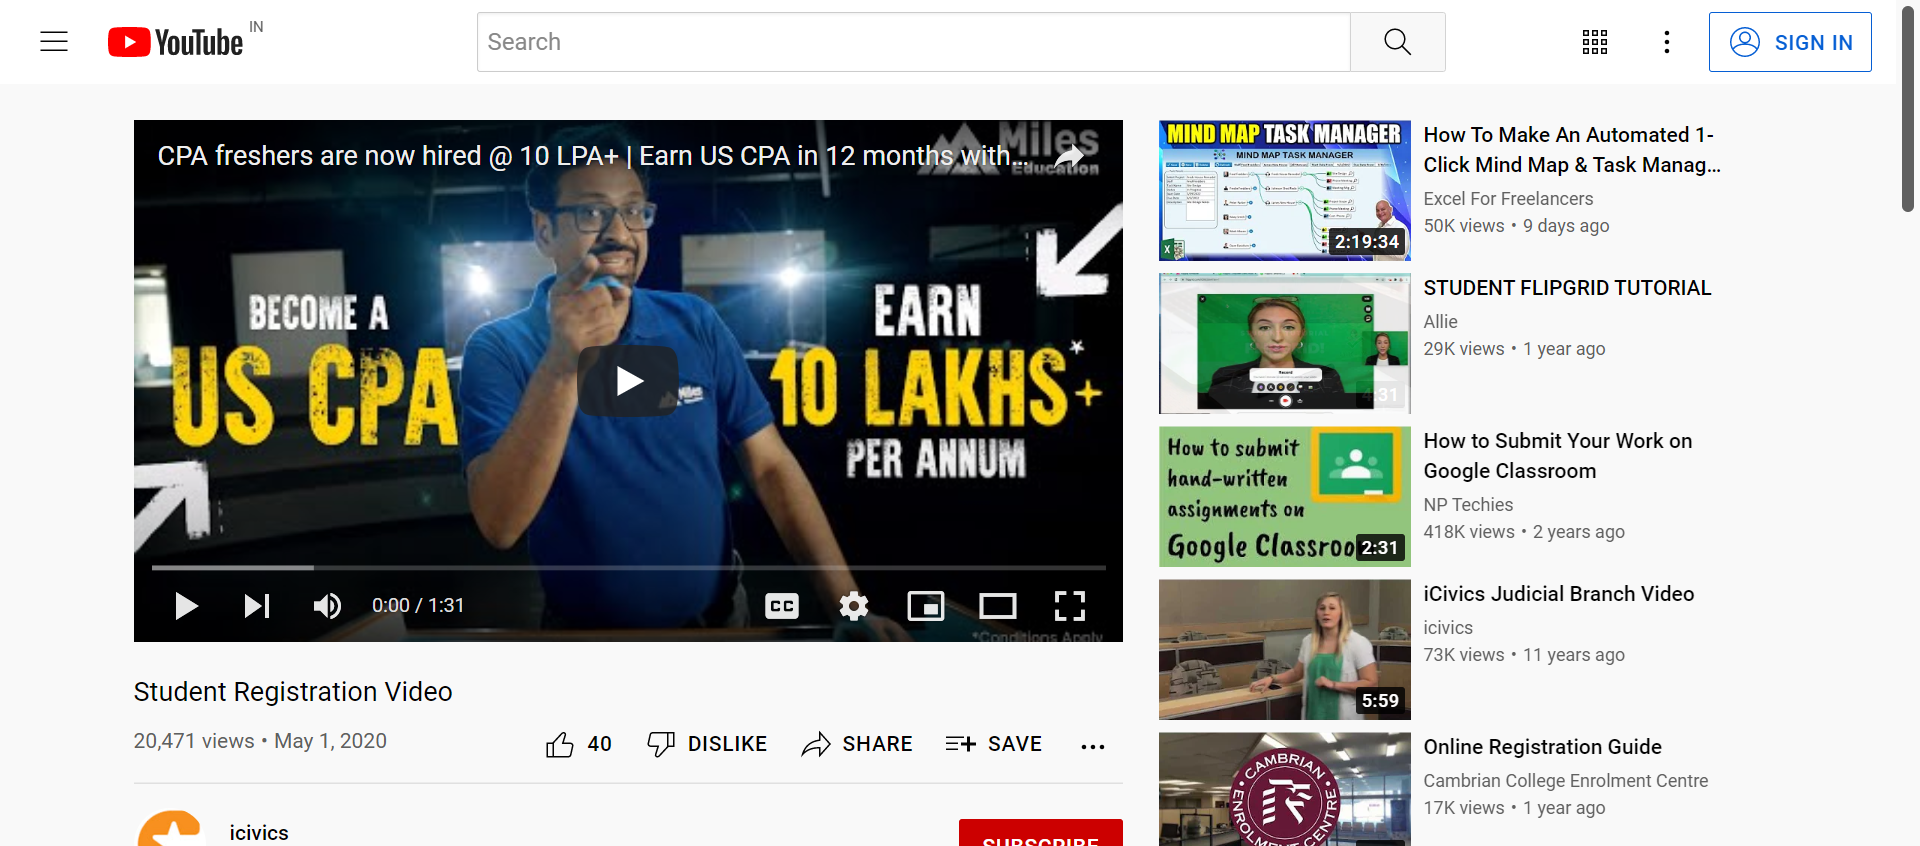 YouTube IN
Search
SIGN IN
Miles
Education
CPA freshers are now hired @ 10 LPA+ | Earn US CPA in 12 months with...
BECOME A
US CPA
EARN
10 LAKHS+*
PER ANNUM
Miles
0:00 / 1:31
CC
*Conditions Apply
Student Registration Video
20,471 views • May 1, 2020
40
DISLIKE
SHARE
SAVE
icivics
SUBSCRIBE
MIND MAP TASK MANAGER
MIND MAP TASK MANAGER
2:19:34
How To Make An Automated 1-
Click Mind Map & Task Manag...
Excel For Freelancers
50K views • 9 days ago
Record
4:31
STUDENT FLIPGRID TUTORIAL
Allie
29K views • 1 year ago
How to submit
hand-written
assignments on
Google Classroo
2:31
How to Submit Your Work on
Google Classroom
NP Techies
418K views • 2 years ago
5:59
iCivics Judicial Branch Video
icivics
73K views • 11 years ago
CAMBRIAN
ENROLMENT CENTRE
Online Registration Guide
Cambrian College Enrolment Centre
17K views • 1 year ago